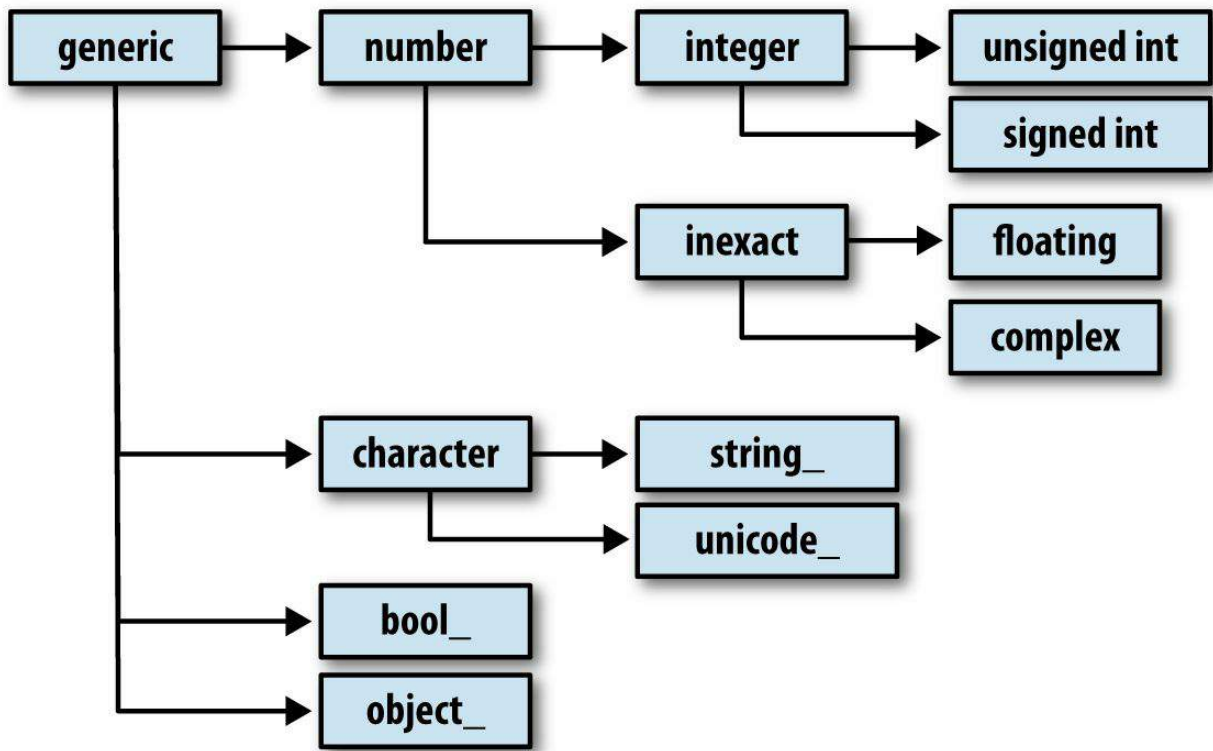 generic
number
integer
unsigned int
signed int
inexact
floating
complex
character
string_
unicode_
bool_
object_